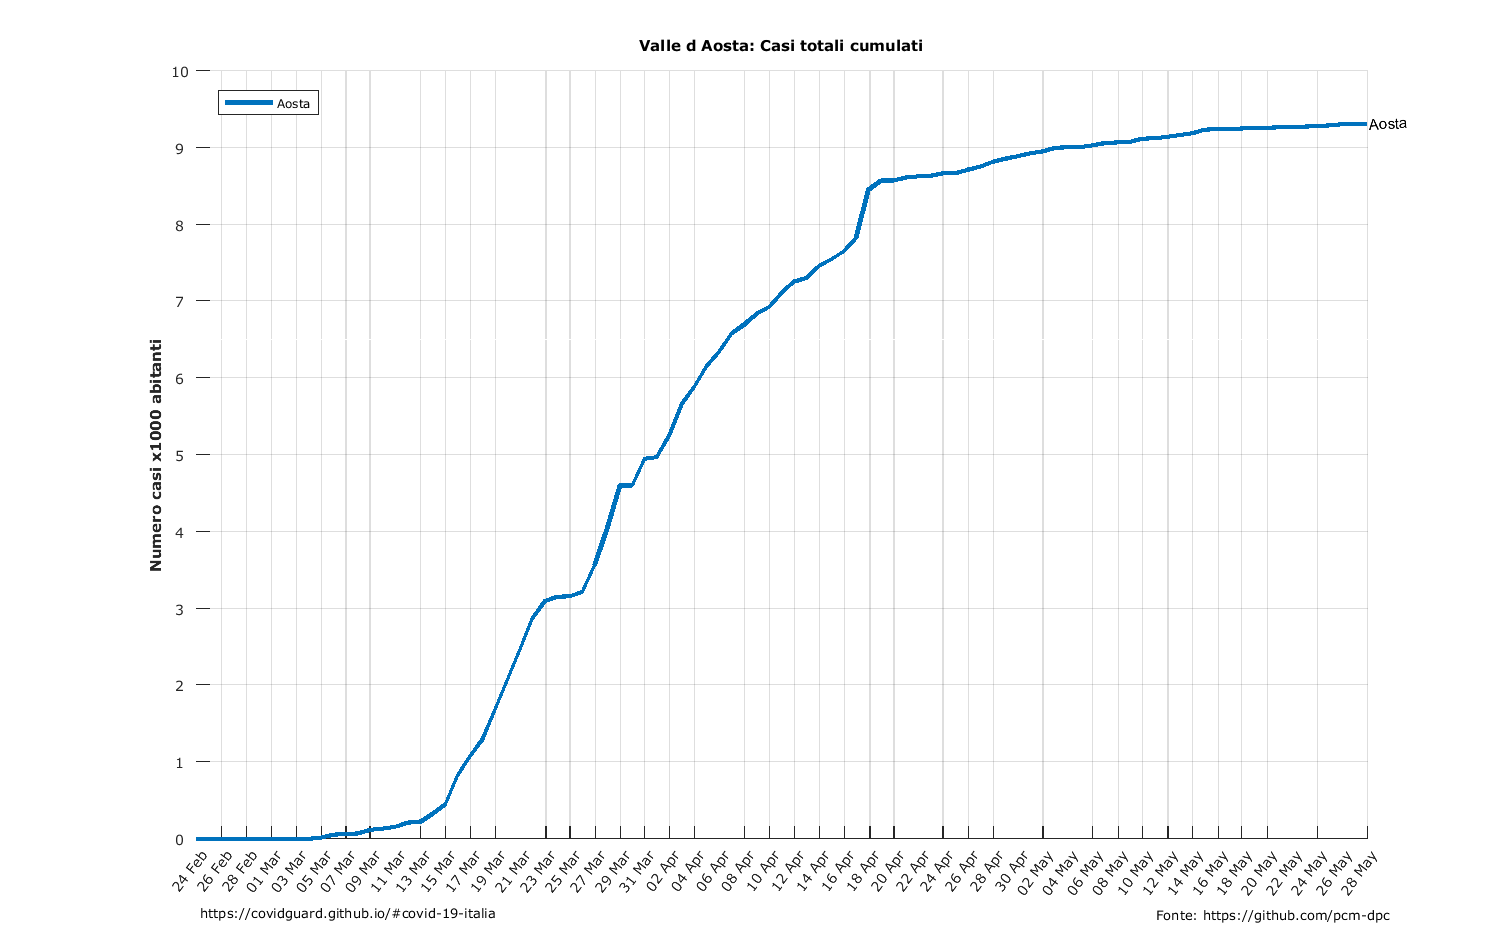 Valle d Aosta: Casi totali cumulati
Aosta
Aosta
Numero casi x1000 abitanti
10
9
8
7
6
5
4
3
2
1
0
24 Feb
26 Feb
28 Feb
01 Mar
03 Mar
05 Mar
07 Mar
09 Mar
11 Mar
13 Mar
15 Mar
17 Mar
19 Mar
21 Mar
23 Mar
25 Mar
27 Mar
29 Mar
31 Mar
02 Apr
04 Apr
06 Apr
08 Apr
10 Apr
12 Apr
14 Apr
16 Apr
18 Apr
20 Apr
22 Apr
24 Apr
26 Apr
28 Apr
30 Apr
02 May
04 May
06 May
08 May
10 May
12 May
14 May
16 May
18 May
20 May
22 May
24 May
26 May
28 May
https://covidguard.github.io/#covid-19-italia
Fonte: https://github.com/pcm-dpc